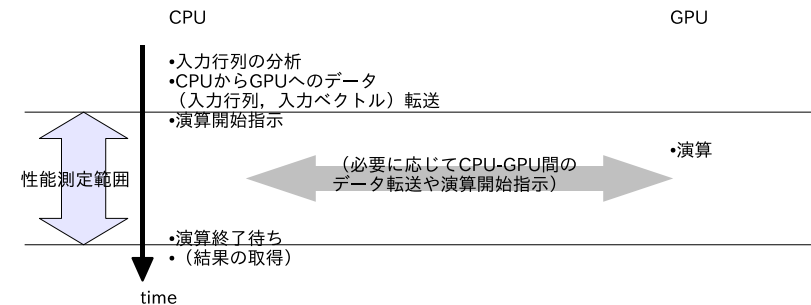 CPU
GPU
•入力行列の分析
•CPUからGPUへのデータ
（入力行列，入力ベクトル）転送
•演算開始指示
•演算
（必要に応じてCPU-GPU間の
データ転送や演算開始指示）
性能測定範囲
•演算終了待ち
•（結果の取得）
time